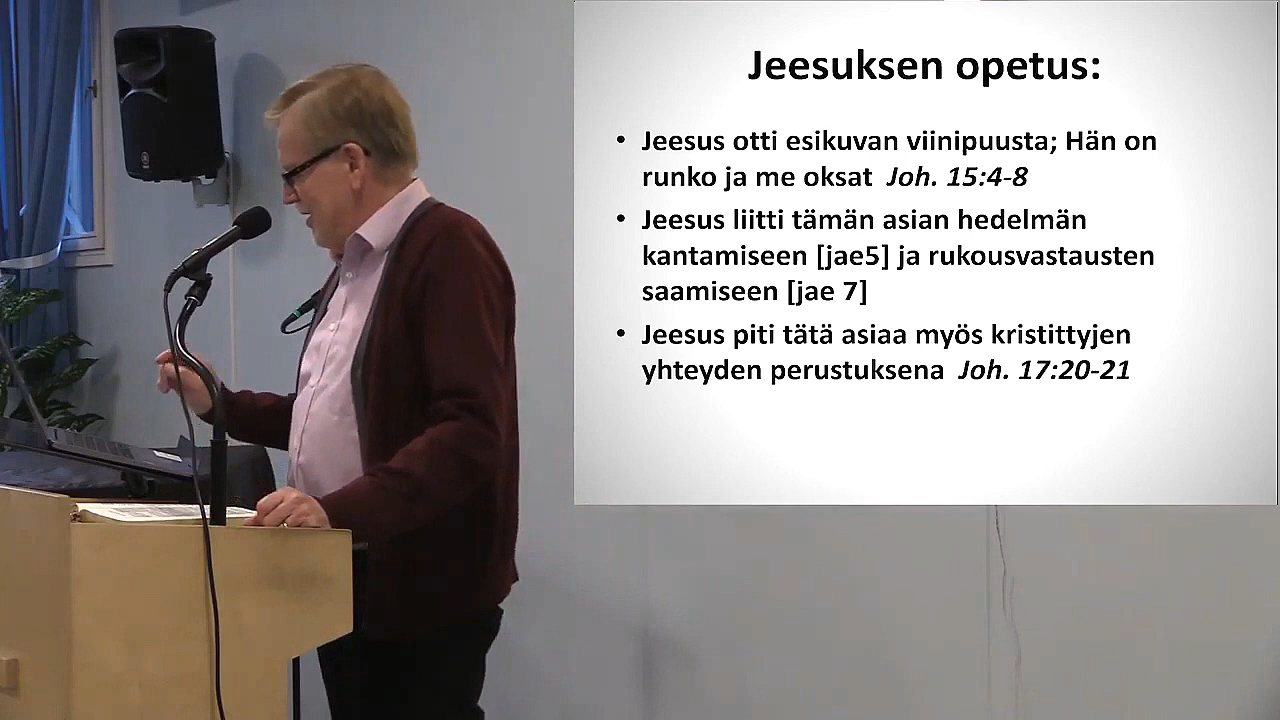 Jeesuksen opetus:
• Jeesus otti esikuvan viinipuusta; Hän on
runko ja me oksat Joh. 15:4-8
• Jeesus liitti tämän asian hedelmän
kantamiseen [jae5] ja rukousvastausten
saamiseen [jae 7]
• Jeesus piti tätä asiaa myös kristittyjen
yhteyden perustuksena Joh. 17:20-21